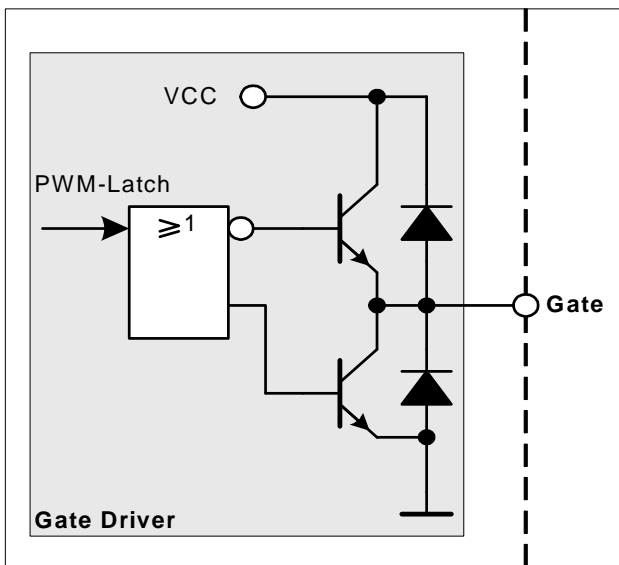 VCC
PWM-Latch
≥1
Gate
Gate Driver